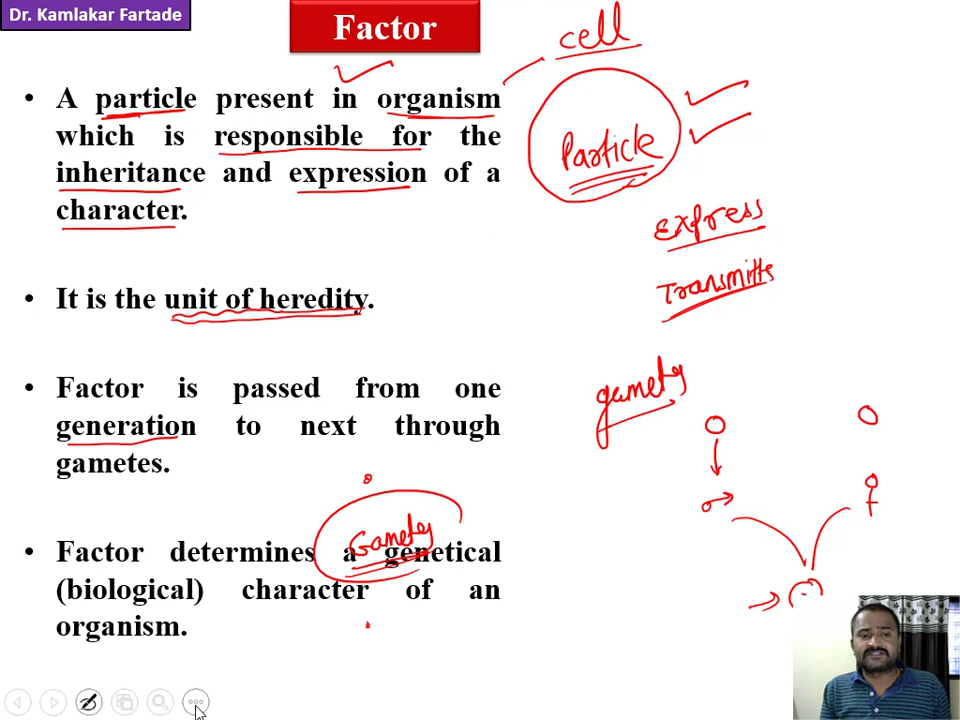 Dr. Kamlakar Fartade
Factor
cell
• A particle present in organism
which is responsible for the
inheritance and expression of a
character.
Particle
Express
Transmitts
• It is the unit of heredity.
• Factor is passed from one
generation to next through
gametes.
gametes
• Factor determines a genetical
(biological) character of an
organism.
Gametes